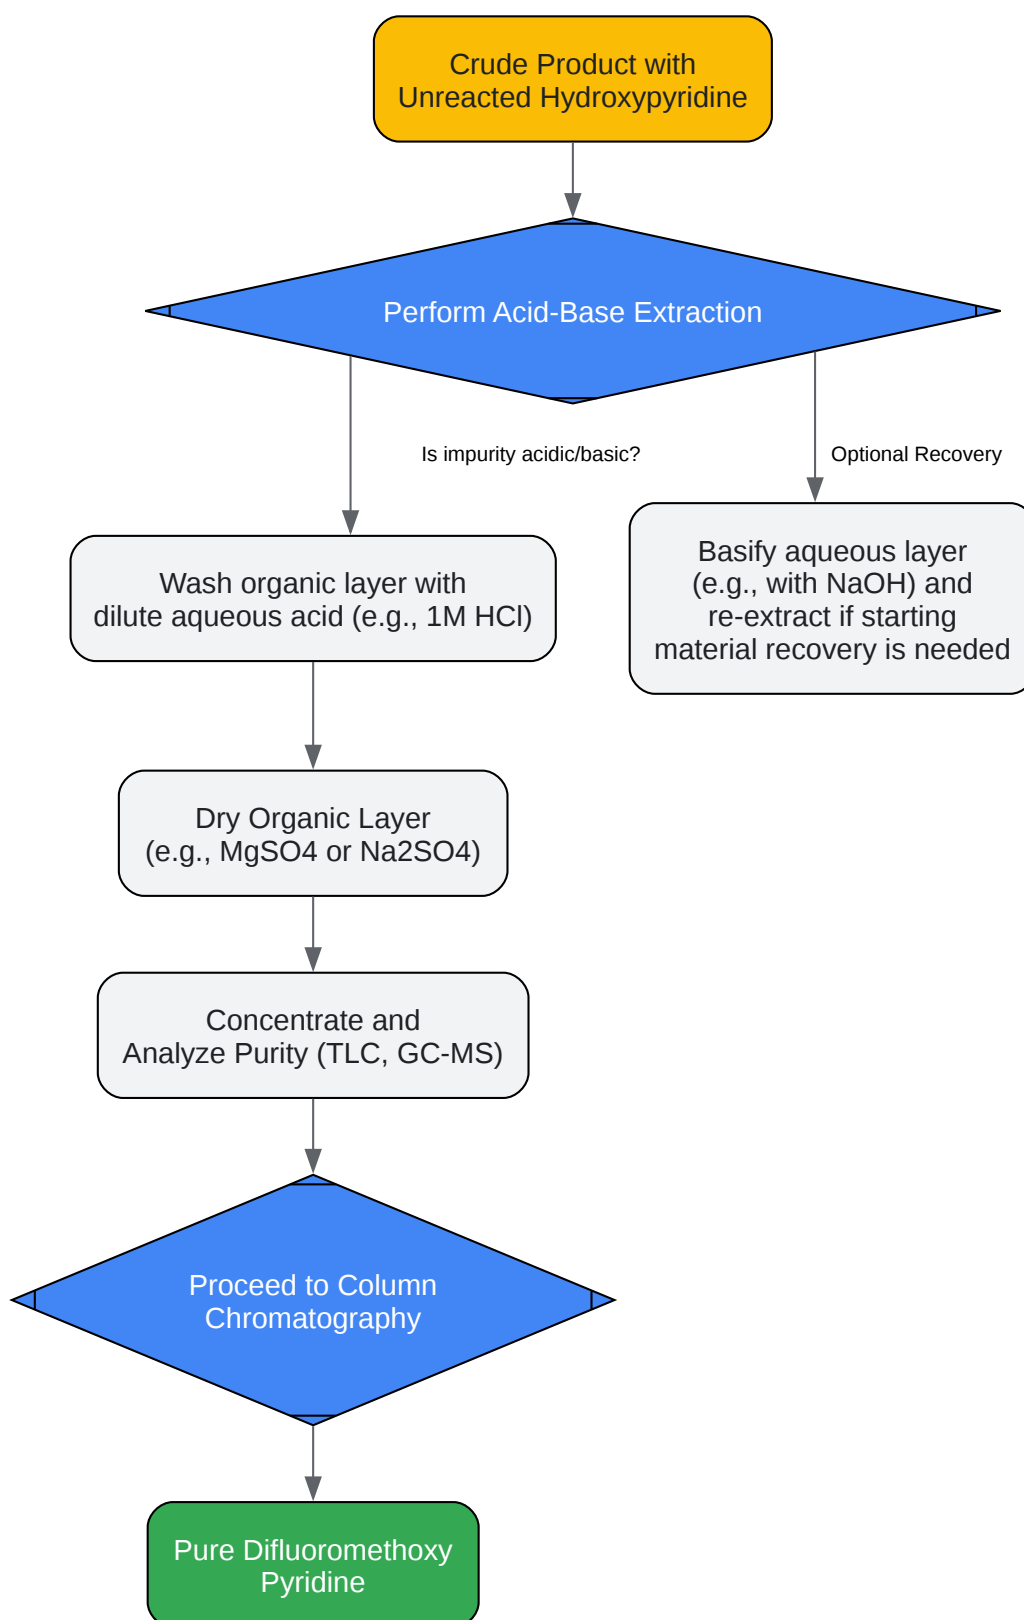 Crude Product with
Unreacted Hydroxypyridine
Perform Acid-Base Extraction
Is impurity acidic/basic?
Optional Recovery
Wash organic layer with
dilute aqueous acid (e.g., 1M HCl)
Basify aqueous layer
(e.g., with NaOH) and
re-extract if starting
material recovery is needed
Dry Organic Layer
(e.g., MgSO4 or Na2SO4)
Concentrate and
Analyze Purity (TLC, GC-MS)
Proceed to Column
Chromatography
Pure Difluoromethoxy
Pyridine